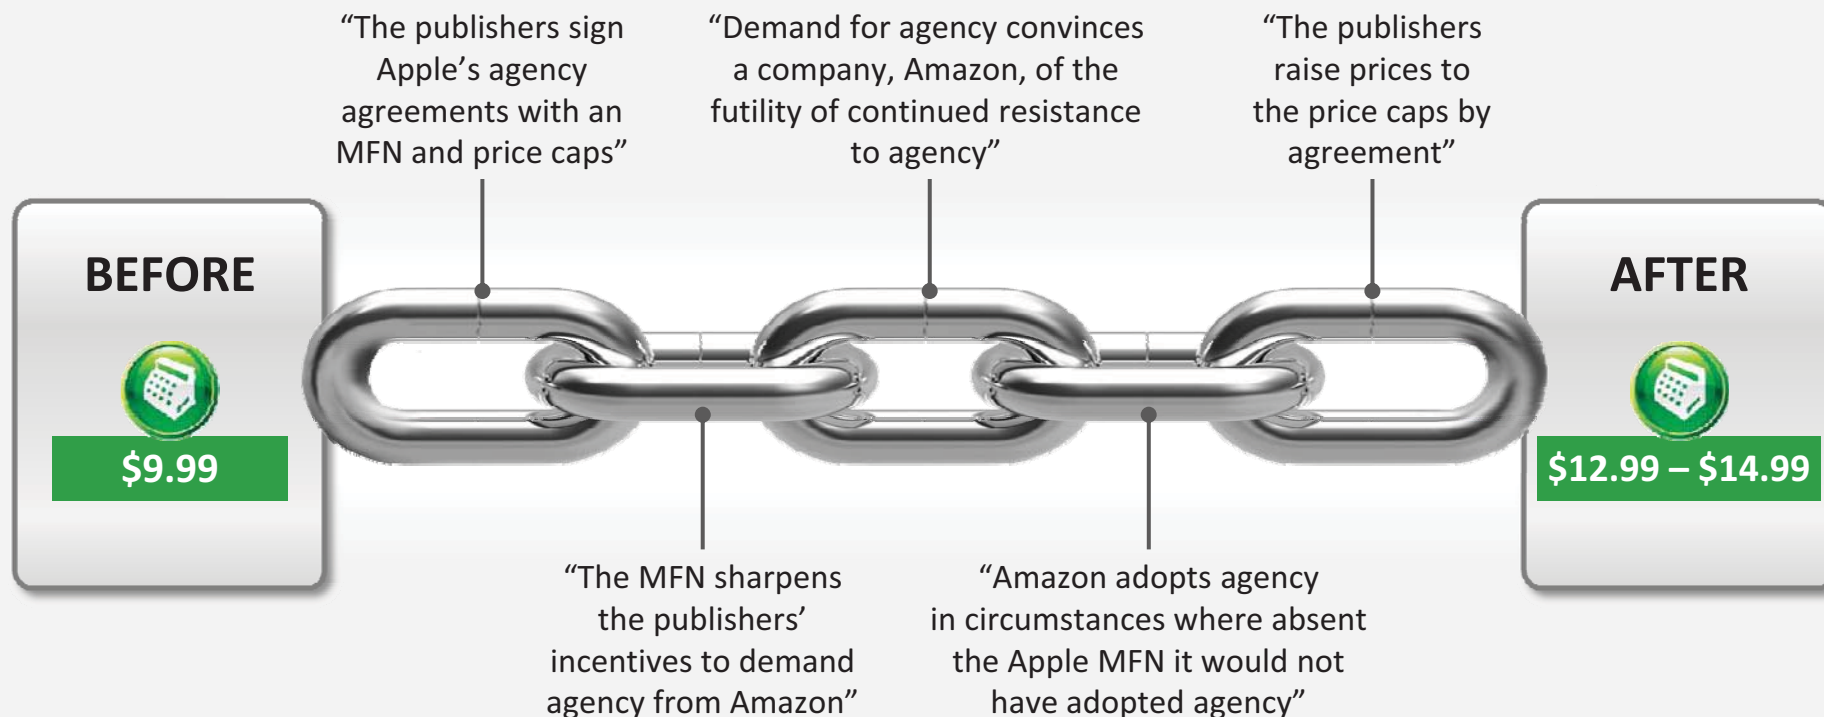 “The publishers sign
Apple’s agency
agreements with an
MFN and price caps”
“Demand for agency convinces
a company, Amazon, of the
futility of continued resistance
to agency”
“The publishers
raise prices to
the price caps by
agreement”
BEFORE
$9.99
AFTER
$12.99 – $14.99
“The MFN sharpens
the publishers’
incentives to demand
agency from Amazon”
“Amazon adopts agency
in circumstances where absent
the Apple MFN it would not
have adopted agency”